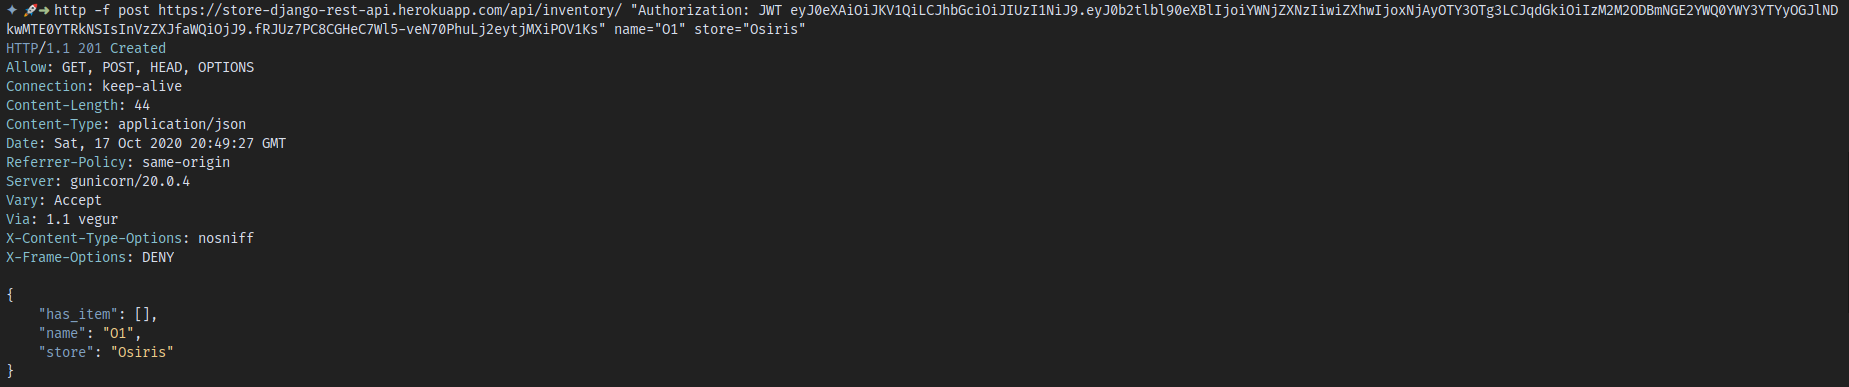 ✦ 🚀➜ http -f post https://store-django-rest-api.herokuapp.com/api/inventory/ "Authorization: JWT eyJ0eXAiOiJKV1QiLCJhbGciOiJIUzI1NiJ9.eyJ0b2tlbl90eXBlIjoiYWNjZXNzIiwiZXhwIjoxNjAyOTY3OTg3LCJqdGkiOiIzM2M2ODBmNGE2YWQ0YWY3YTYyOGJlND
kwMTE0YTRkNSIsInVzZXJfaWQiOjJ9.fRJUz7PC8CGHeC7Wl5-veN70PhuLj2eytjMXiPOV1Ks" name="O1" store="Osiris"
HTTP/1.1 201 Created
Allow: GET, POST, HEAD, OPTIONS
Connection: keep-alive
Content-Length: 44
Content-Type: application/json
Date: Sat, 17 Oct 2020 20:49:27 GMT
Referrer-Policy: same-origin
Server: gunicorn/20.0.4
Vary: Accept
Via: 1.1 vegur
X-Content-Type-Options: nosniff
X-Frame-Options: DENY
{
"has_item": [],
"name": "O1",
"store": "Osiris"
}